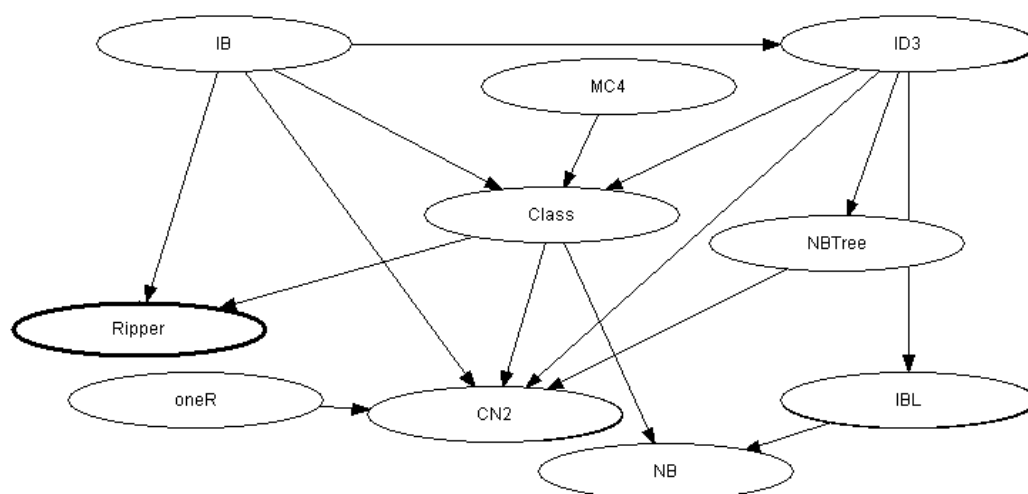 IB
ID3
MC4
Class
NBTree
Ripper
oneR
IBL
CN2
NB